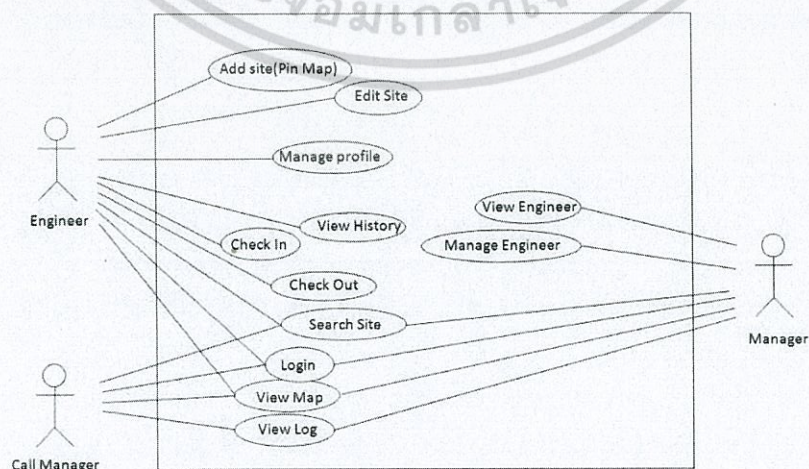 Add site(Pin Map)
Edit Site
Manage profile
Engineer
View History
View Engineer
Check In
Manage Engineer
Check Out
Search Site
Manager
Login
View Map
View Log
Call Manager